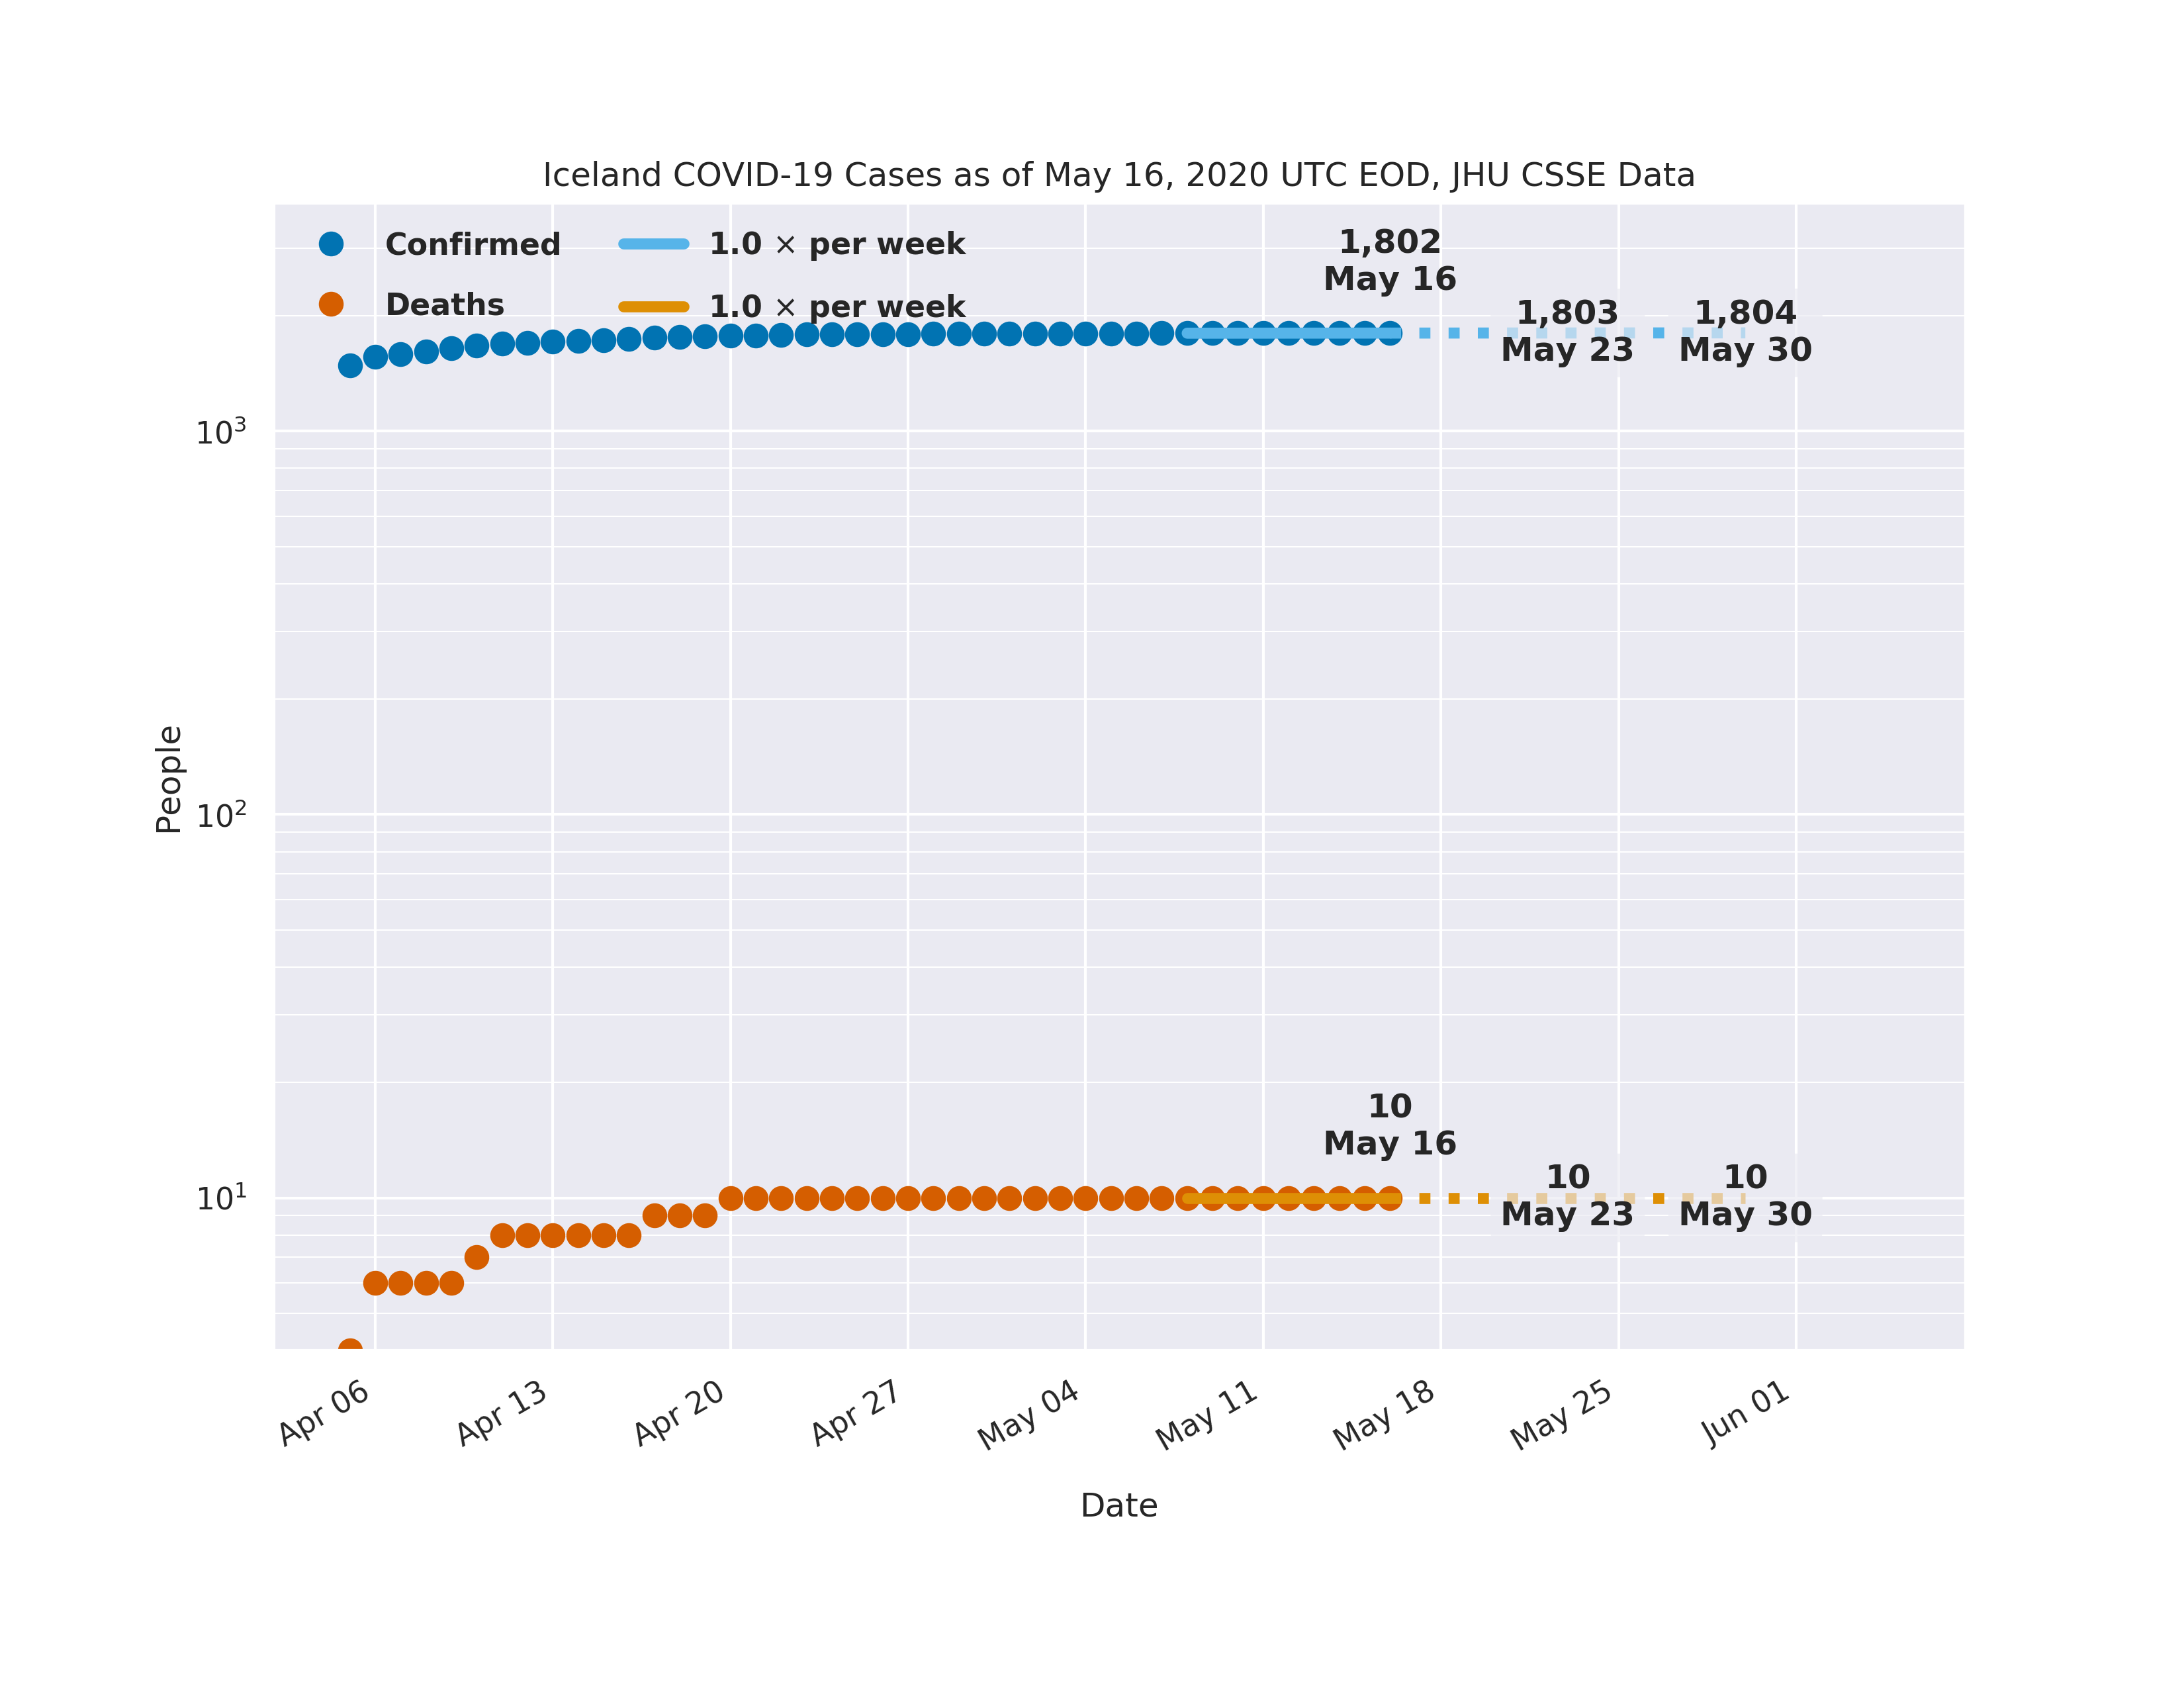 Iceland COVID-19 Cases as of May 16, 2020 UTC EOD, JHU CSSE Data
Confirmed
Deaths
1.0 × per week
1.0 × per week
1,802
May 16
1,803
May 23
1,804
May 30
10³
10²
10¹
People
10
May 16
10
May 23
10
May 30
Apr 06
Apr 13
Apr 20
Apr 27
May 04
May 11
May 18
May 25
Jun 01
Date